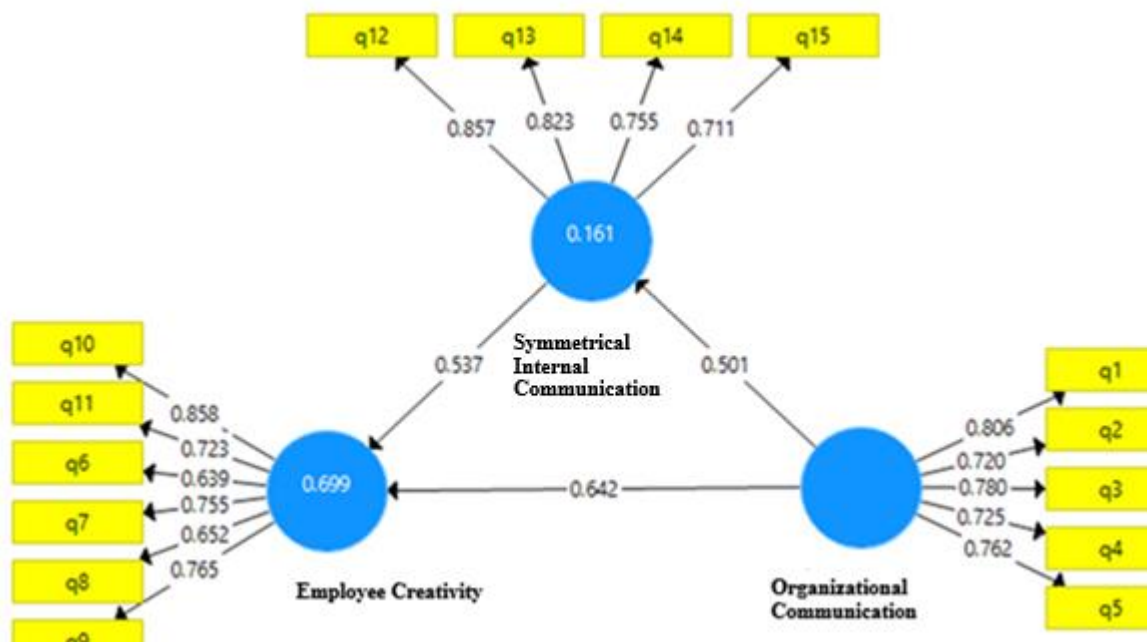 q12
q13
q14
q15
0.857
0.823
0.755
0.711
0.161
Symmetrical
Internal
Communication
0.537
0.501
q10
q11
q6
q7
q8
q9
0.858
0.723
0.639
0.755
0.652
0.765
0.699
Employee Creativity
0.642
Organizational
Communication
0.806
0.720
0.780
0.725
0.762
q1
q2
q3
q4
q5